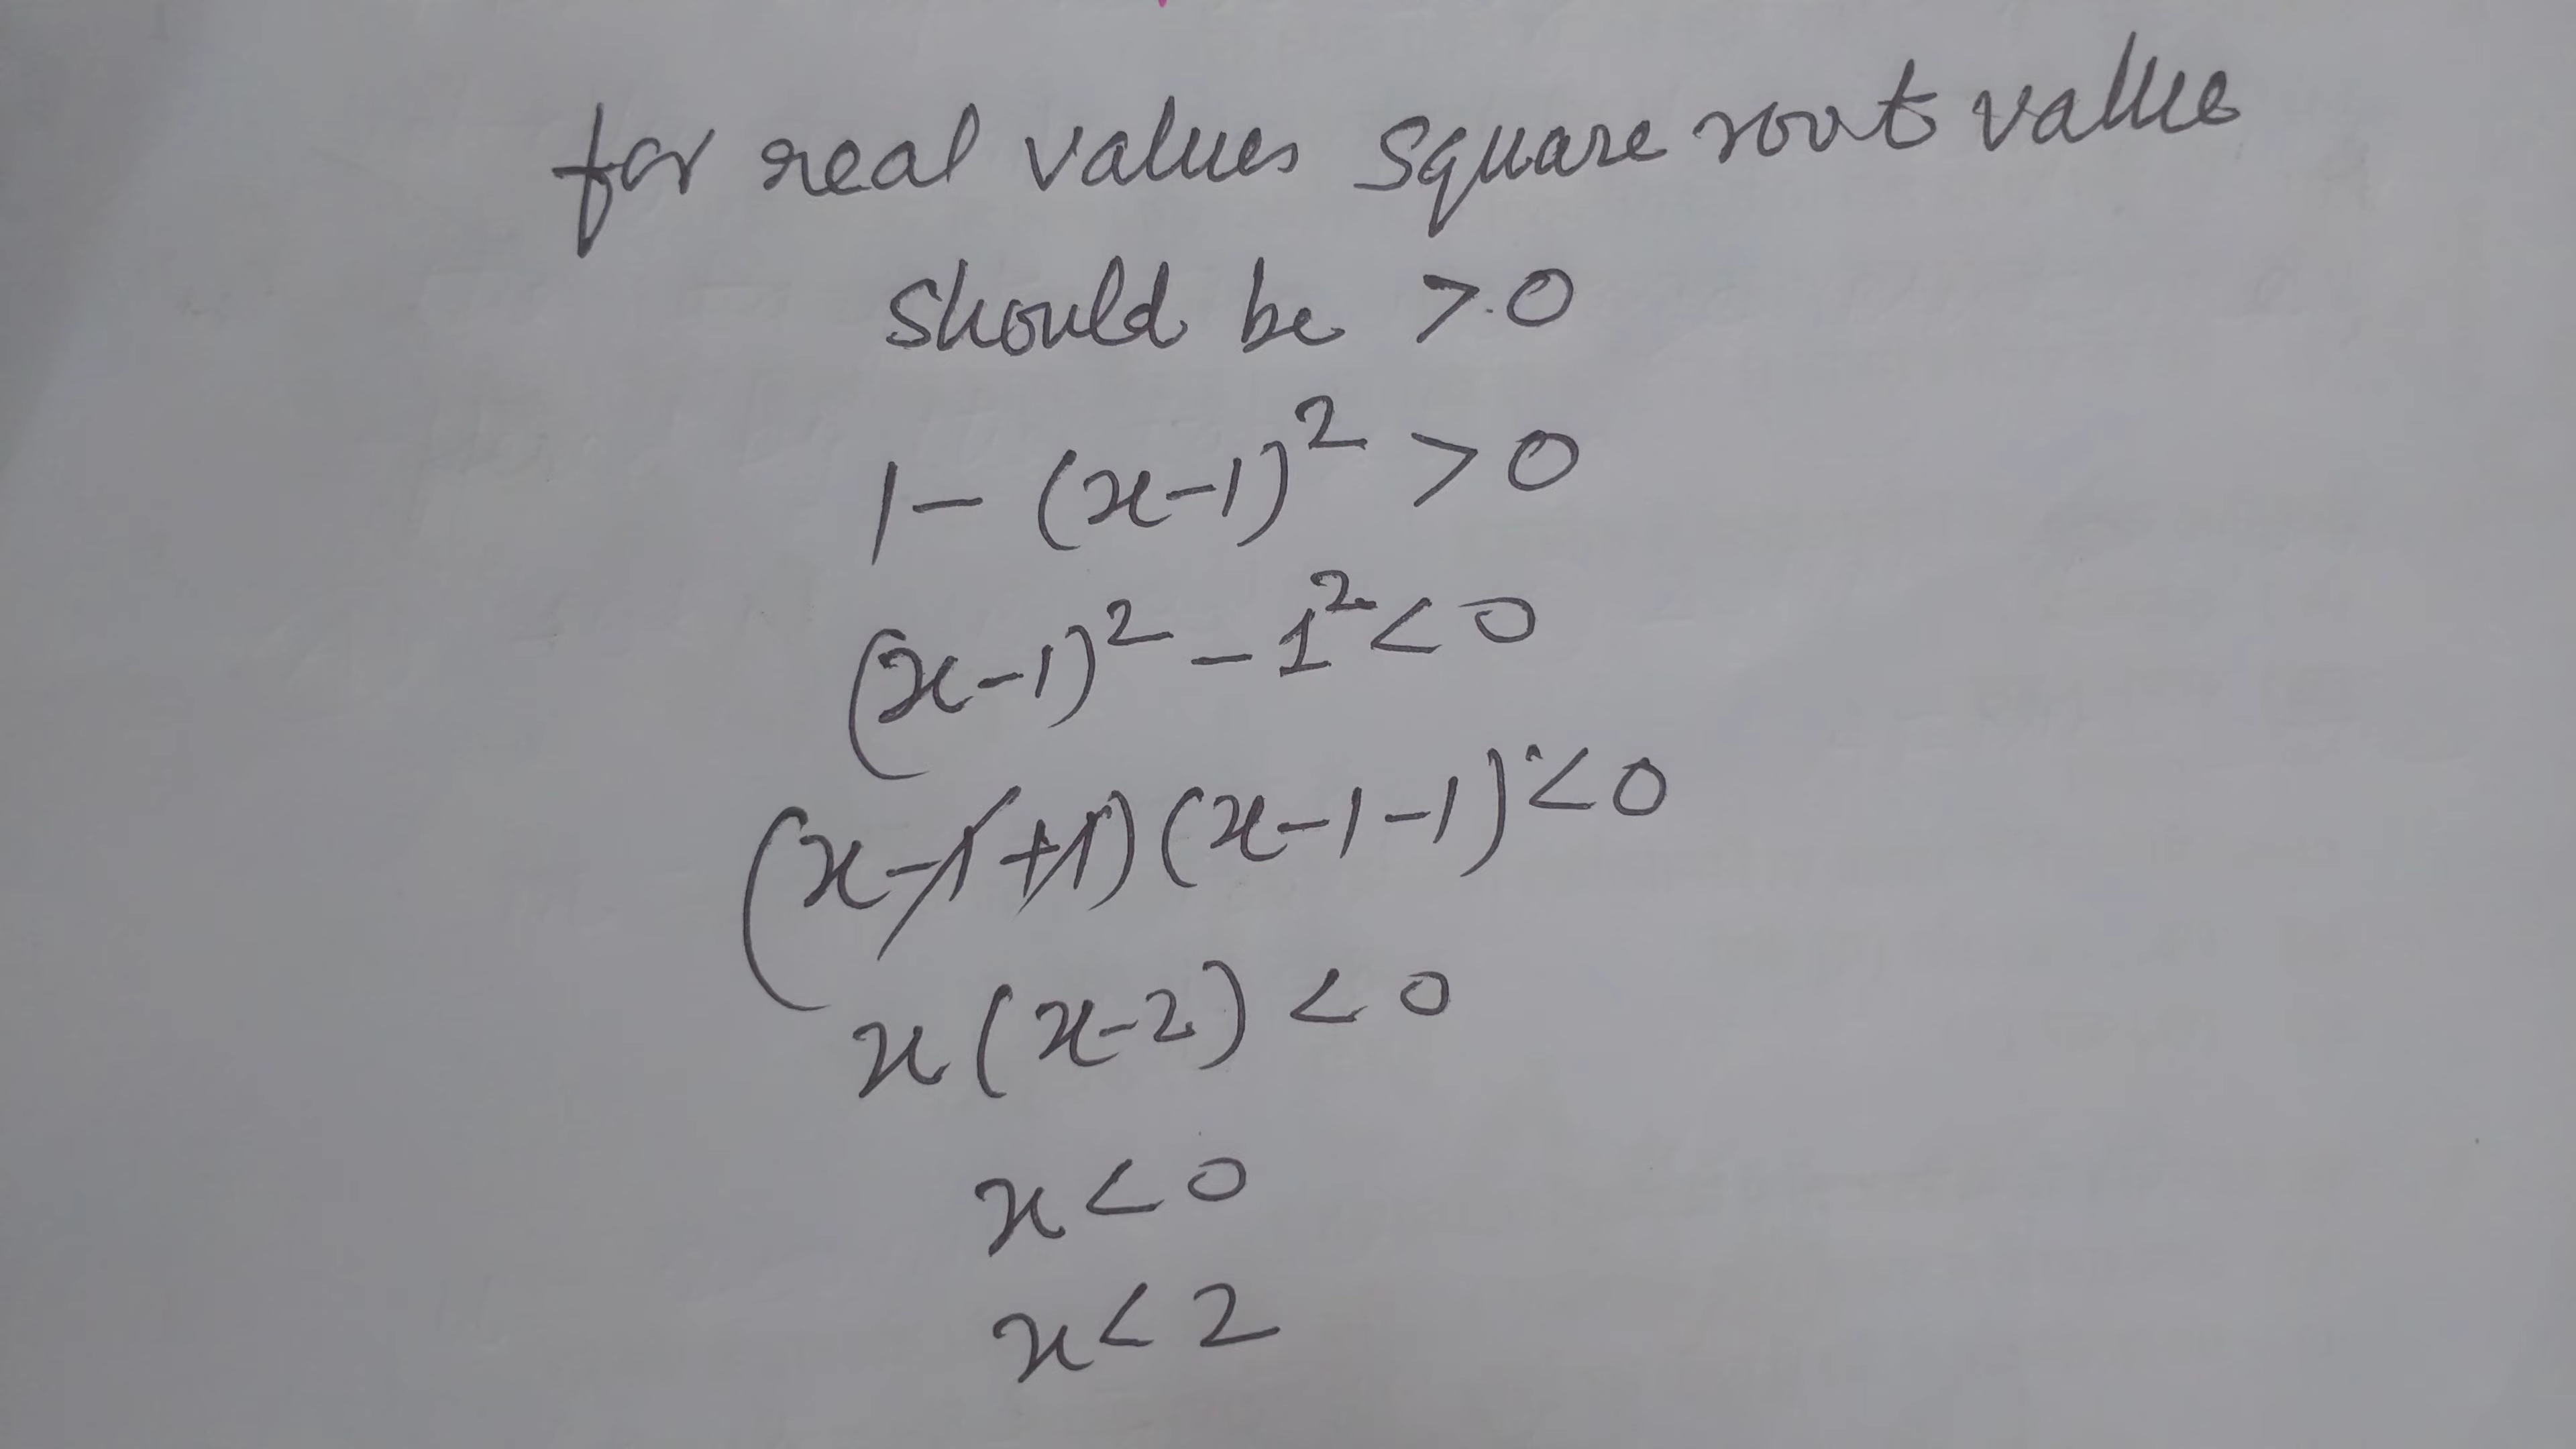 for real values square root value
should be >0
1 - (x-1)² > 0
(x-1)² - 1² < 0
(x-1+1)(x-1-1) < 0
x(x-2) < 0
x < 0
x < 2